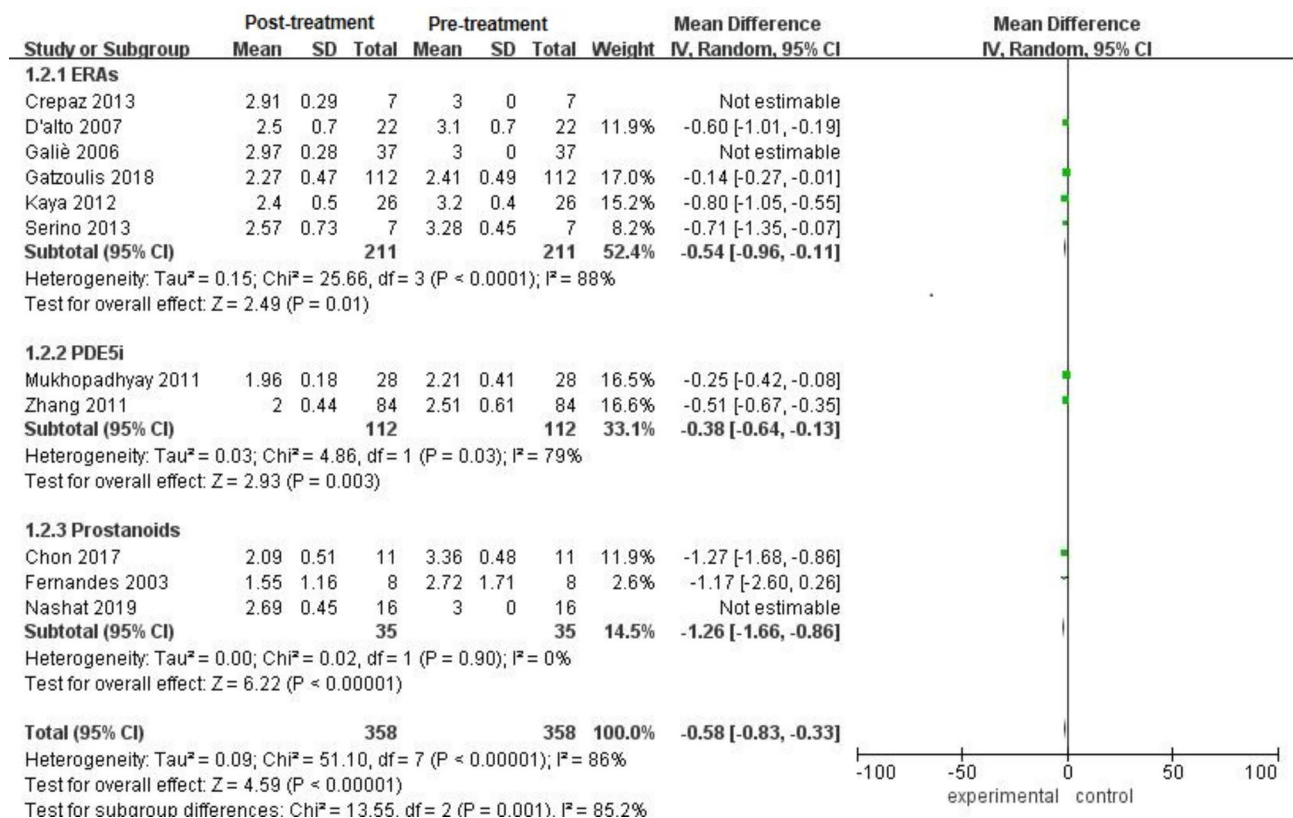 Post-treatment Pre-treatment Mean Difference Mean Difference
Study or Subgroup Mean SD Total Mean SD Total Weight IV, Random, 95% CI IV, Random, 95% CI
1.2.1 ERAs
Crepaz 2013 2.91 0.29 7 3 0 7 Not estimable
D'alto 2007 2.5 0.7 22 3.1 0.7 22 11.9% -0.60 [-1.01, -0.19]
Galiè 2006 2.97 0.28 37 3 0 37 Not estimable
Gatzoulis 2018 2.27 0.47 112 2.41 0.49 112 17.0% -0.14 [-0.27, -0.01]
Kaya 2012 2.4 0.5 26 3.2 0.4 26 15.2% -0.80 [-1.05, -0.55]
Serino 2013 2.57 0.73 7 3.28 0.45 7 8.2% -0.71 [-1.35, -0.07]
Subtotal (95% CI) 211 211 52.4% -0.54 [-0.96, -0.11]
Heterogeneity: Tau² = 0.15; Chi² = 25.66, df = 3 (P < 0.0001); I² = 88%
Test for overall effect: Z = 2.49 (P = 0.01)
1.2.2 PDE5i
Mukhopadhyay 2011 1.96 0.18 28 2.21 0.41 28 16.5% -0.25 [-0.42, -0.08]
Zhang 2011 2 0.44 84 2.51 0.61 84 16.6% -0.51 [-0.67, -0.35]
Subtotal (95% CI) 112 112 33.1% -0.38 [-0.64, -0.13]
Heterogeneity: Tau² = 0.03; Chi² = 4.86, df = 1 (P = 0.03); I² = 79%
Test for overall effect: Z = 2.93 (P = 0.003)
1.2.3 Prostanoids
Chon 2017 2.09 0.51 11 3.36 0.48 11 11.9% -1.27 [-1.68, -0.86]
Fernandes 2003 1.55 1.16 8 2.72 1.71 8 2.6% -1.17 [-2.60, 0.26]
Nashat 2019 2.69 0.45 16 3 0 16 Not estimable
Subtotal (95% CI) 35 35 14.5% -1.26 [-1.66, -0.86]
Heterogeneity: Tau² = 0.00; Chi² = 0.02, df = 1 (P = 0.90); I² = 0%
Test for overall effect: Z = 6.22 (P < 0.00001)
Total (95% CI) 358 358 100.0% -0.58 [-0.83, -0.33]
Heterogeneity: Tau² = 0.09; Chi² = 51.10, df = 7 (P < 0.00001); I² = 86%
Test for overall effect: Z = 4.59 (P < 0.00001)
Test for subgroup differences: Chi² = 13.55, df = 2 (P = 0.001), I² = 85.2%
-100 -50 0 50 100
experimental control